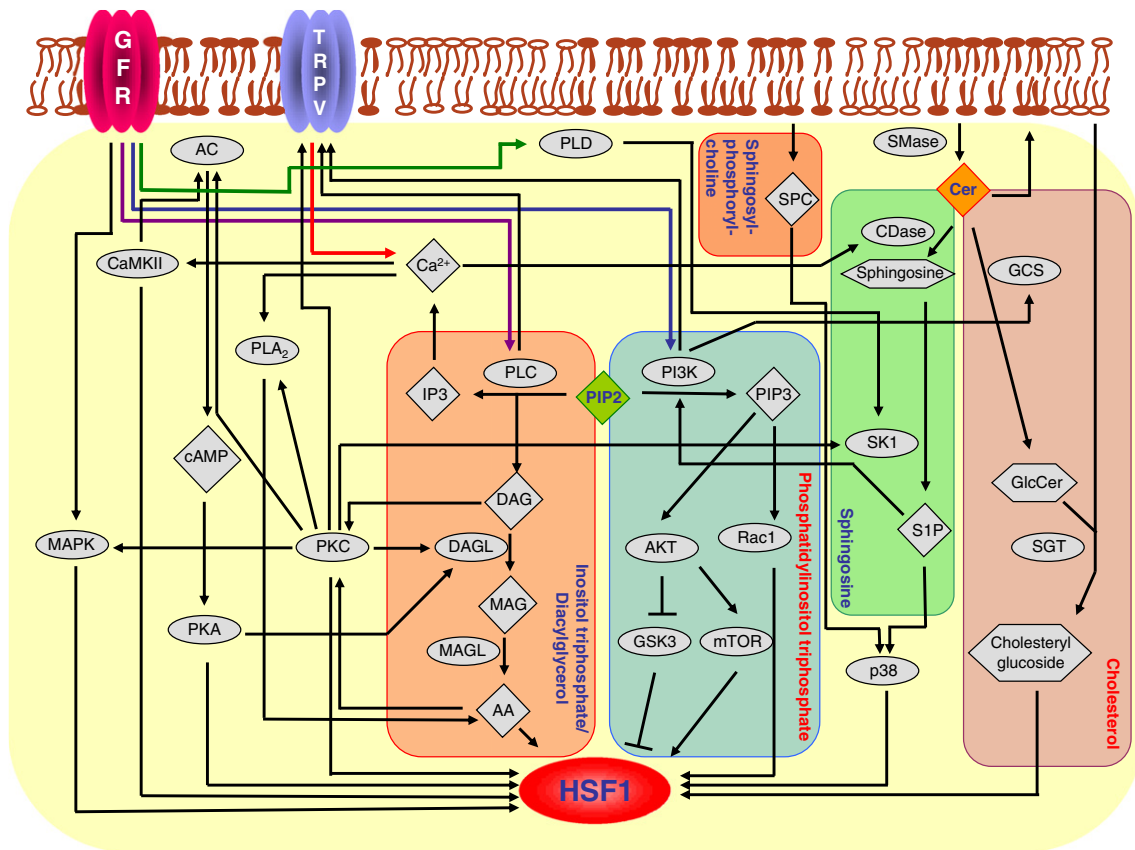 GFR
TRPV
AC
PLD
SMase
Sphingosyl-
phosphoryl-
choline
SPC
Cer
CDase
Sphingosine
GCS
CaMKII
Ca2+
PLA2
IP3
PLC
PIP2
PI3K
PIP3
SK1
cAMP
GlcCer
DAG
S1P
MAPK
PKC
DAGL
AKT
Rac1
SGT
Sphingosine
Phosphatidylinositol triphosphate
Inositol triphosphate/
Diacylglycerol
MAG
PKA
MAGL
GSK3
mTOR
p38
Cholesteryl
glucoside
Cholesterol
AA
HSF1